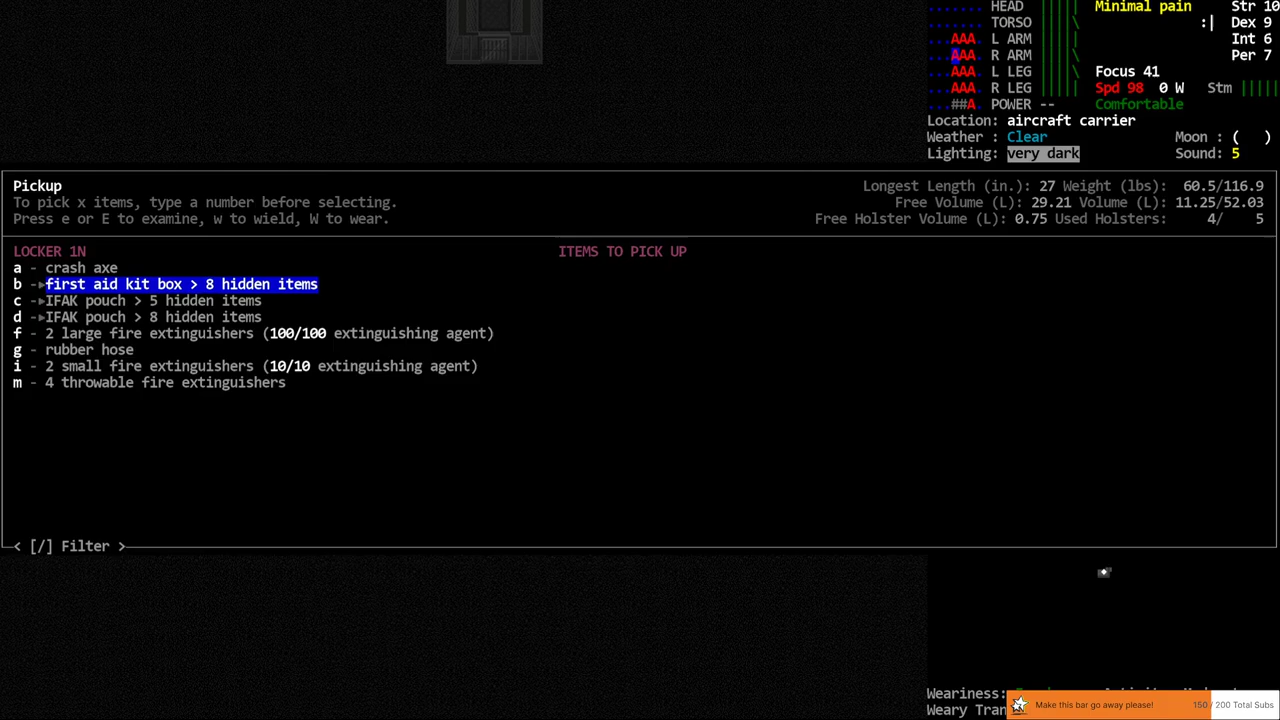 HEAD Minimal pain Str 10
TORSO :| Dex 9
AAA L ARM Int 6
AAA R ARM Per 7
AAA L LEG Focus 41
AAA R LEG Spd 98 0 W Stm
##A POWER -- Comfortable
Location: aircraft carrier
Weather : Clear Moon : ( )
Lighting: very dark Sound: 5
Pickup Longest Length (in.): 27 Weight (lbs): 60.5/116.9
To pick x items, type a number before selecting. Free Volume (L): 29.21 Volume (L): 11.25/52.03
Press e or E to examine, w to wield, W to wear. Free Holster Volume (L): 0.75 Used Holsters: 4/ 5
LOCKER 1N ITEMS TO PICK UP
a - crash axe
b -▸first aid kit box > 8 hidden items
c -▸IFAK pouch > 5 hidden items
d -▸IFAK pouch > 8 hidden items
f - 2 large fire extinguishers (100/100 extinguishing agent)
g - rubber hose
i - 2 small fire extinguishers (10/10 extinguishing agent)
m - 4 throwable fire extinguishers
< [/] Filter >
Weariness:
Weary Tran
Make this bar go away please! 150 / 200 Total Subs